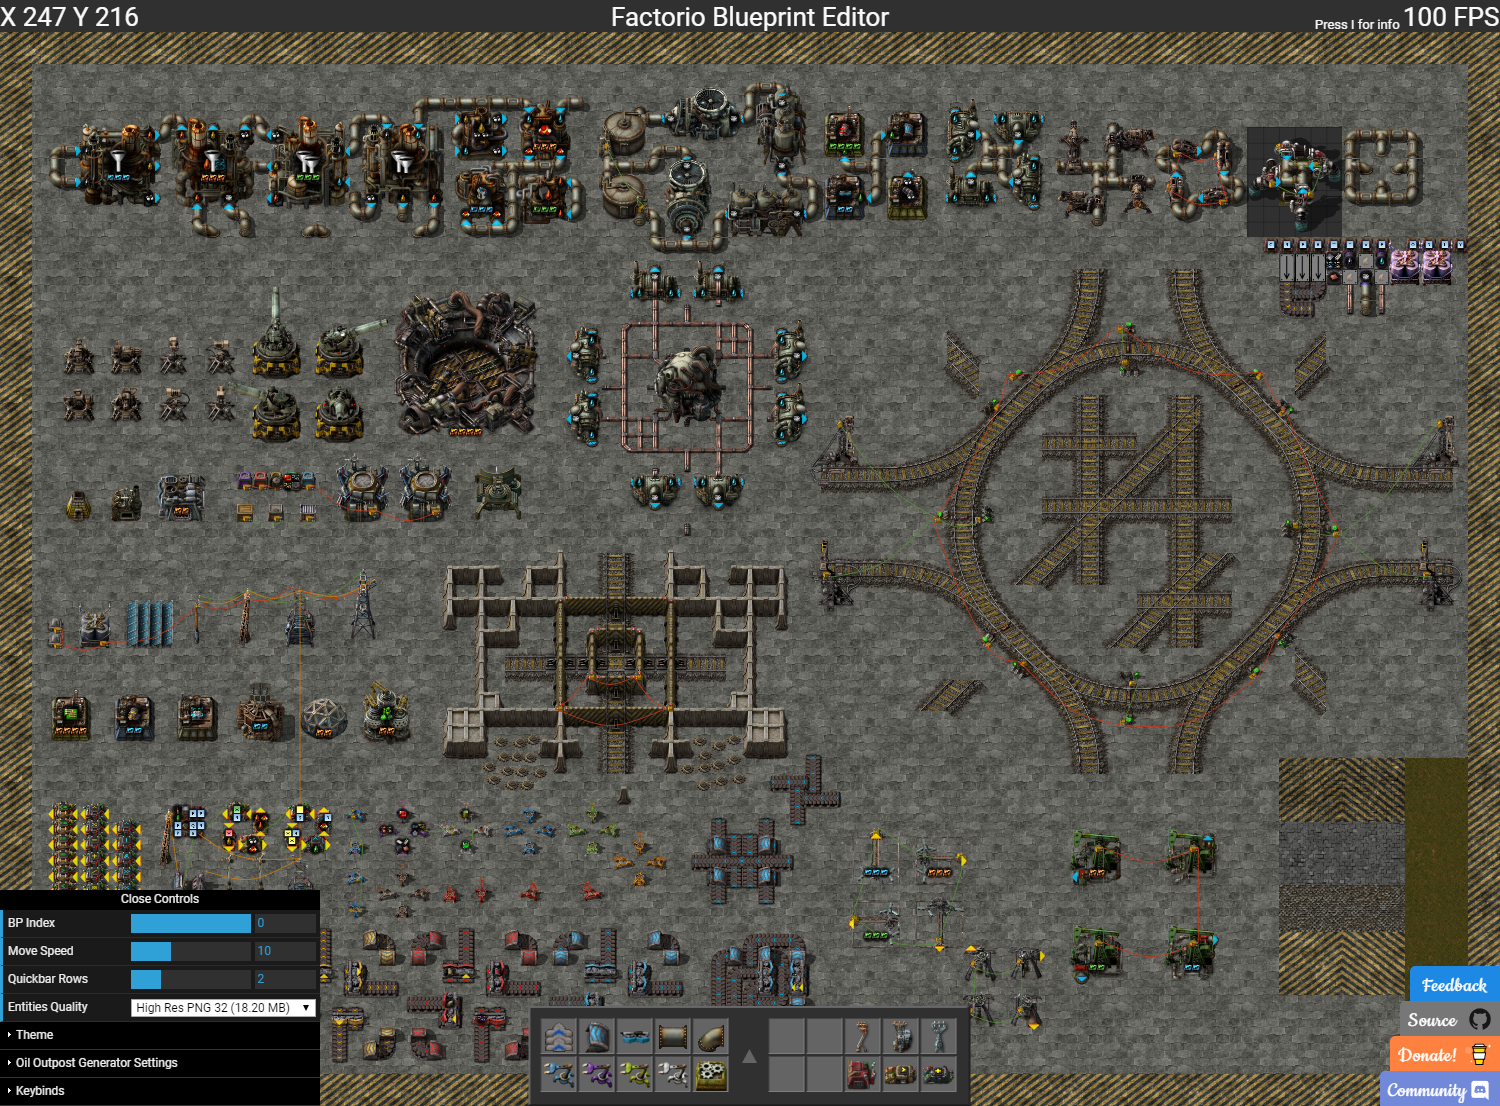 X 247 Y 216
Factorio Blueprint Editor
Press I for info 100 FPS
Close Controls
BP Index 0
Move Speed 10
Quickbar Rows 2
Entities Quality High Res PNG 32 (18.20 MB)
Theme
Oil Outpost Generator Settings
Keybinds
Feedback
Source
Donate!
Community